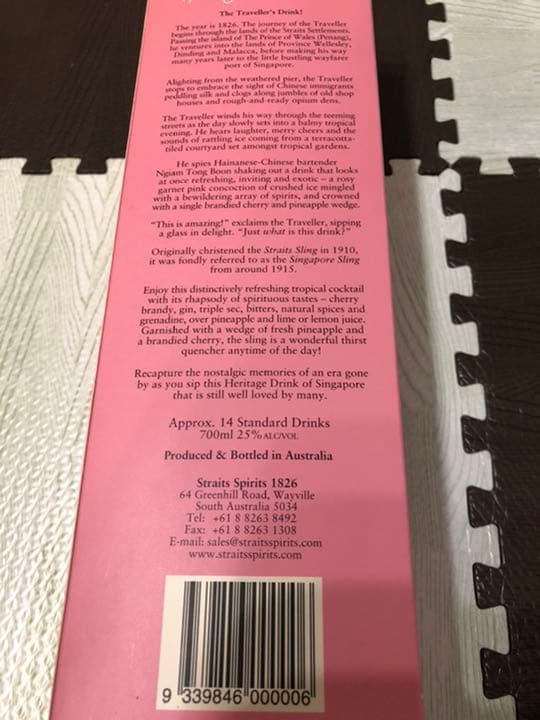 The Traveller's Drink!
The year is 1826. The journey of the Traveller
begins through the lands of the Straits Settlements.
Passing the island of The Prince of Wales (Penang),
he ventures into the lands of Province Wellesley,
Dinding and Malacca, before making his way
many years later to the little bustling wayfarer
port of Singapore.
Alighting from the weathered pier, the Traveller
stops to embrace the sight of Chinese immigrants
peddling silk and clogs along jumbles of old shop
houses and rough-and-ready opium dens.
The Traveller winds his way through the teeming
streets as the day slowly sets into a balmy tropical
evening. He hears laughter, merry cheers and the
sounds of rattling ice coming from a terracotta-
tiled courtyard set amongst tropical gardens.
He spies Hainanese-Chinese bartender
Ngiam Tong Boon shaking out a drink that looks
at once refreshing, inviting and exotic – a rosy
garner pink concoction of crushed ice mingled
with a bewildering array of spirits, and crowned
with a single brandied cherry and pineapple wedge.
"This is amazing!" exclaims the Traveller, sipping
a glass in delight. "Just what is this drink?"
Originally christened the Straits Sling in 1910,
it was fondly referred to as the Singapore Sling
from around 1915.
Enjoy this distinctively refreshing tropical cocktail
with its rhapsody of spirituous tastes – cherry
brandy, gin, triple sec, bitters, natural spices and
grenadine, over pineapple and lime or lemon juice.
Garnished with a wedge of fresh pineapple and
a brandied cherry, the sling is a wonderful thirst
quencher anytime of the day!
Recapture the nostalgic memories of an era gone
by as you sip this Heritage Drink of Singapore
that is still well loved by many.
Approx. 14 Standard Drinks
700ml 25% ALC/VOL
Produced & Bottled in Australia
Straits Spirits 1826
64 Greenhill Road, Wayville
South Australia 5034
Tel: +61 8 8263 8492
Fax: +61 8 8263 1308
E-mail: sales@straitsspirits.com
www.straitsspirits.com
9 339846 000006